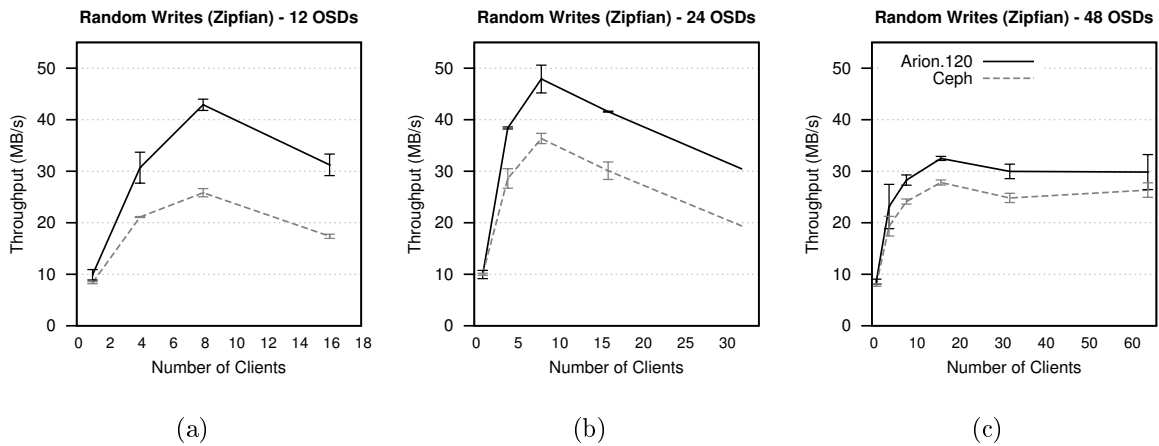 Random Writes (Zipfian) - 12 OSDs
Throughput (MB/s)
50
40
30
20
10
0
0 2 4 6 8 10 12 14 16 18
Number of Clients
(a)
Random Writes (Zipfian) - 24 OSDs
Throughput (MB/s)
50
40
30
20
10
0
0 5 10 15 20 25 30
Number of Clients
(b)
Random Writes (Zipfian) - 48 OSDs
Arion.120
Ceph
Throughput (MB/s)
50
40
30
20
10
0
0 10 20 30 40 50 60
Number of Clients
(c)